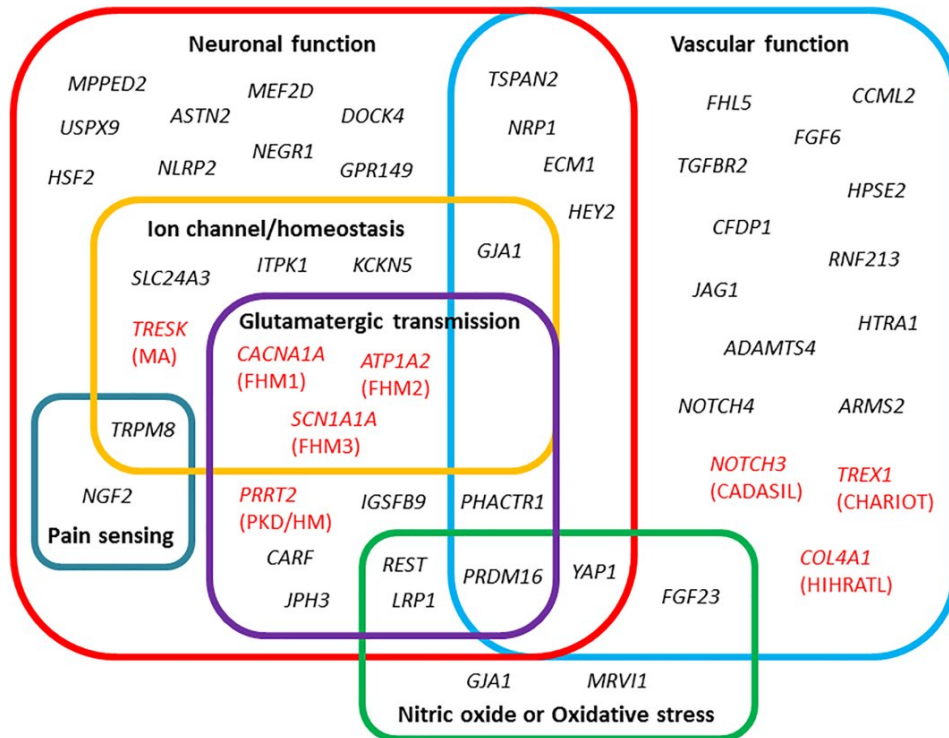 Neuronal function
Vascular function
MPPED2
MEF2D
TSPAN2
CCML2
FHL5
USPX9
ASTN2
DOCK4
NRP1
FGF6
HSF2
NLRP2
NEGR1
GPR149
ECM1
TGFBR2
HPSE2
HEY2
CFDP1
Ion channel/homeostasis
GJA1
RNF213
SLC24A3
ITPK1
KCKN5
JAG1
Glutamatergic transmission
HTRA1
TRESK
(MA)
CACNA1A
(FHM1)
ATP1A2
(FHM2)
ADAMTS4
SCN1A1A
(FHM3)
NOTCH4
ARMS2
TRPM8
NOTCH3
(CADASIL)
TREX1
(CHARIOT)
NGF2
Pain sensing
PRRT2
(PKD/HM)
IGSFB9
PHACTR1
CARF
REST
PRDM16
YAP1
COL4A1
(HIHRATL)
JPH3
LRP1
FGF23
GJA1
MRVI1
Nitric oxide or Oxidative stress